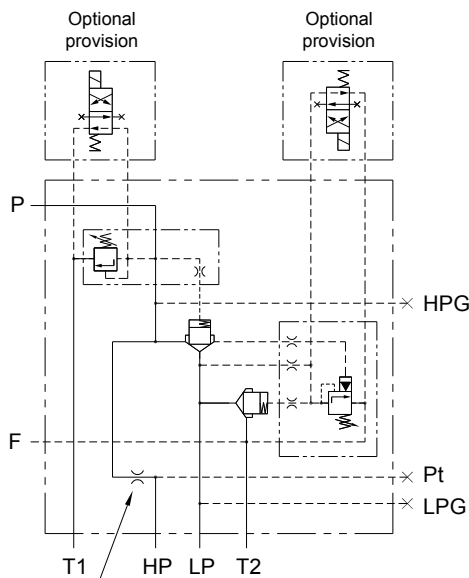 Optional
provision
Optional
provision
P
HPG
F
Pt
LPG
T1 HP LP T2